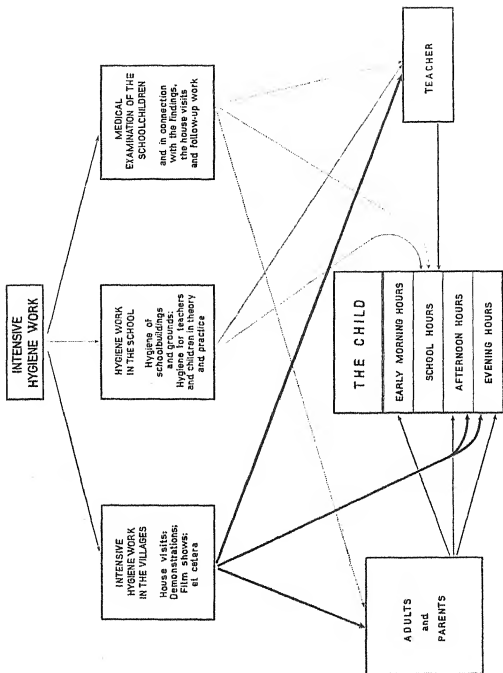 INTENSIVE
HYGIENE WORK
INTENSIVE
HYGIENE WORK
IN THE VILLAGES
House visits;
Demonstrations;
Film shows;
et cetera
HYGIENE WORK
IN THE SCHOOL
Hygiene of
schoolbuildings
and grounds;
Hygiene for teachers
and children in theory
and practice
MEDICAL
EXAMINATION OF THE
SCHOOLCHILDREN
and in connection
with the findings,
the house visits
and follow-up work
ADULTS
and
PARENTS
THE CHILD
EARLY MORNING HOURS
SCHOOL HOURS
AFTERNOON HOURS
EVENING HOURS
TEACHER